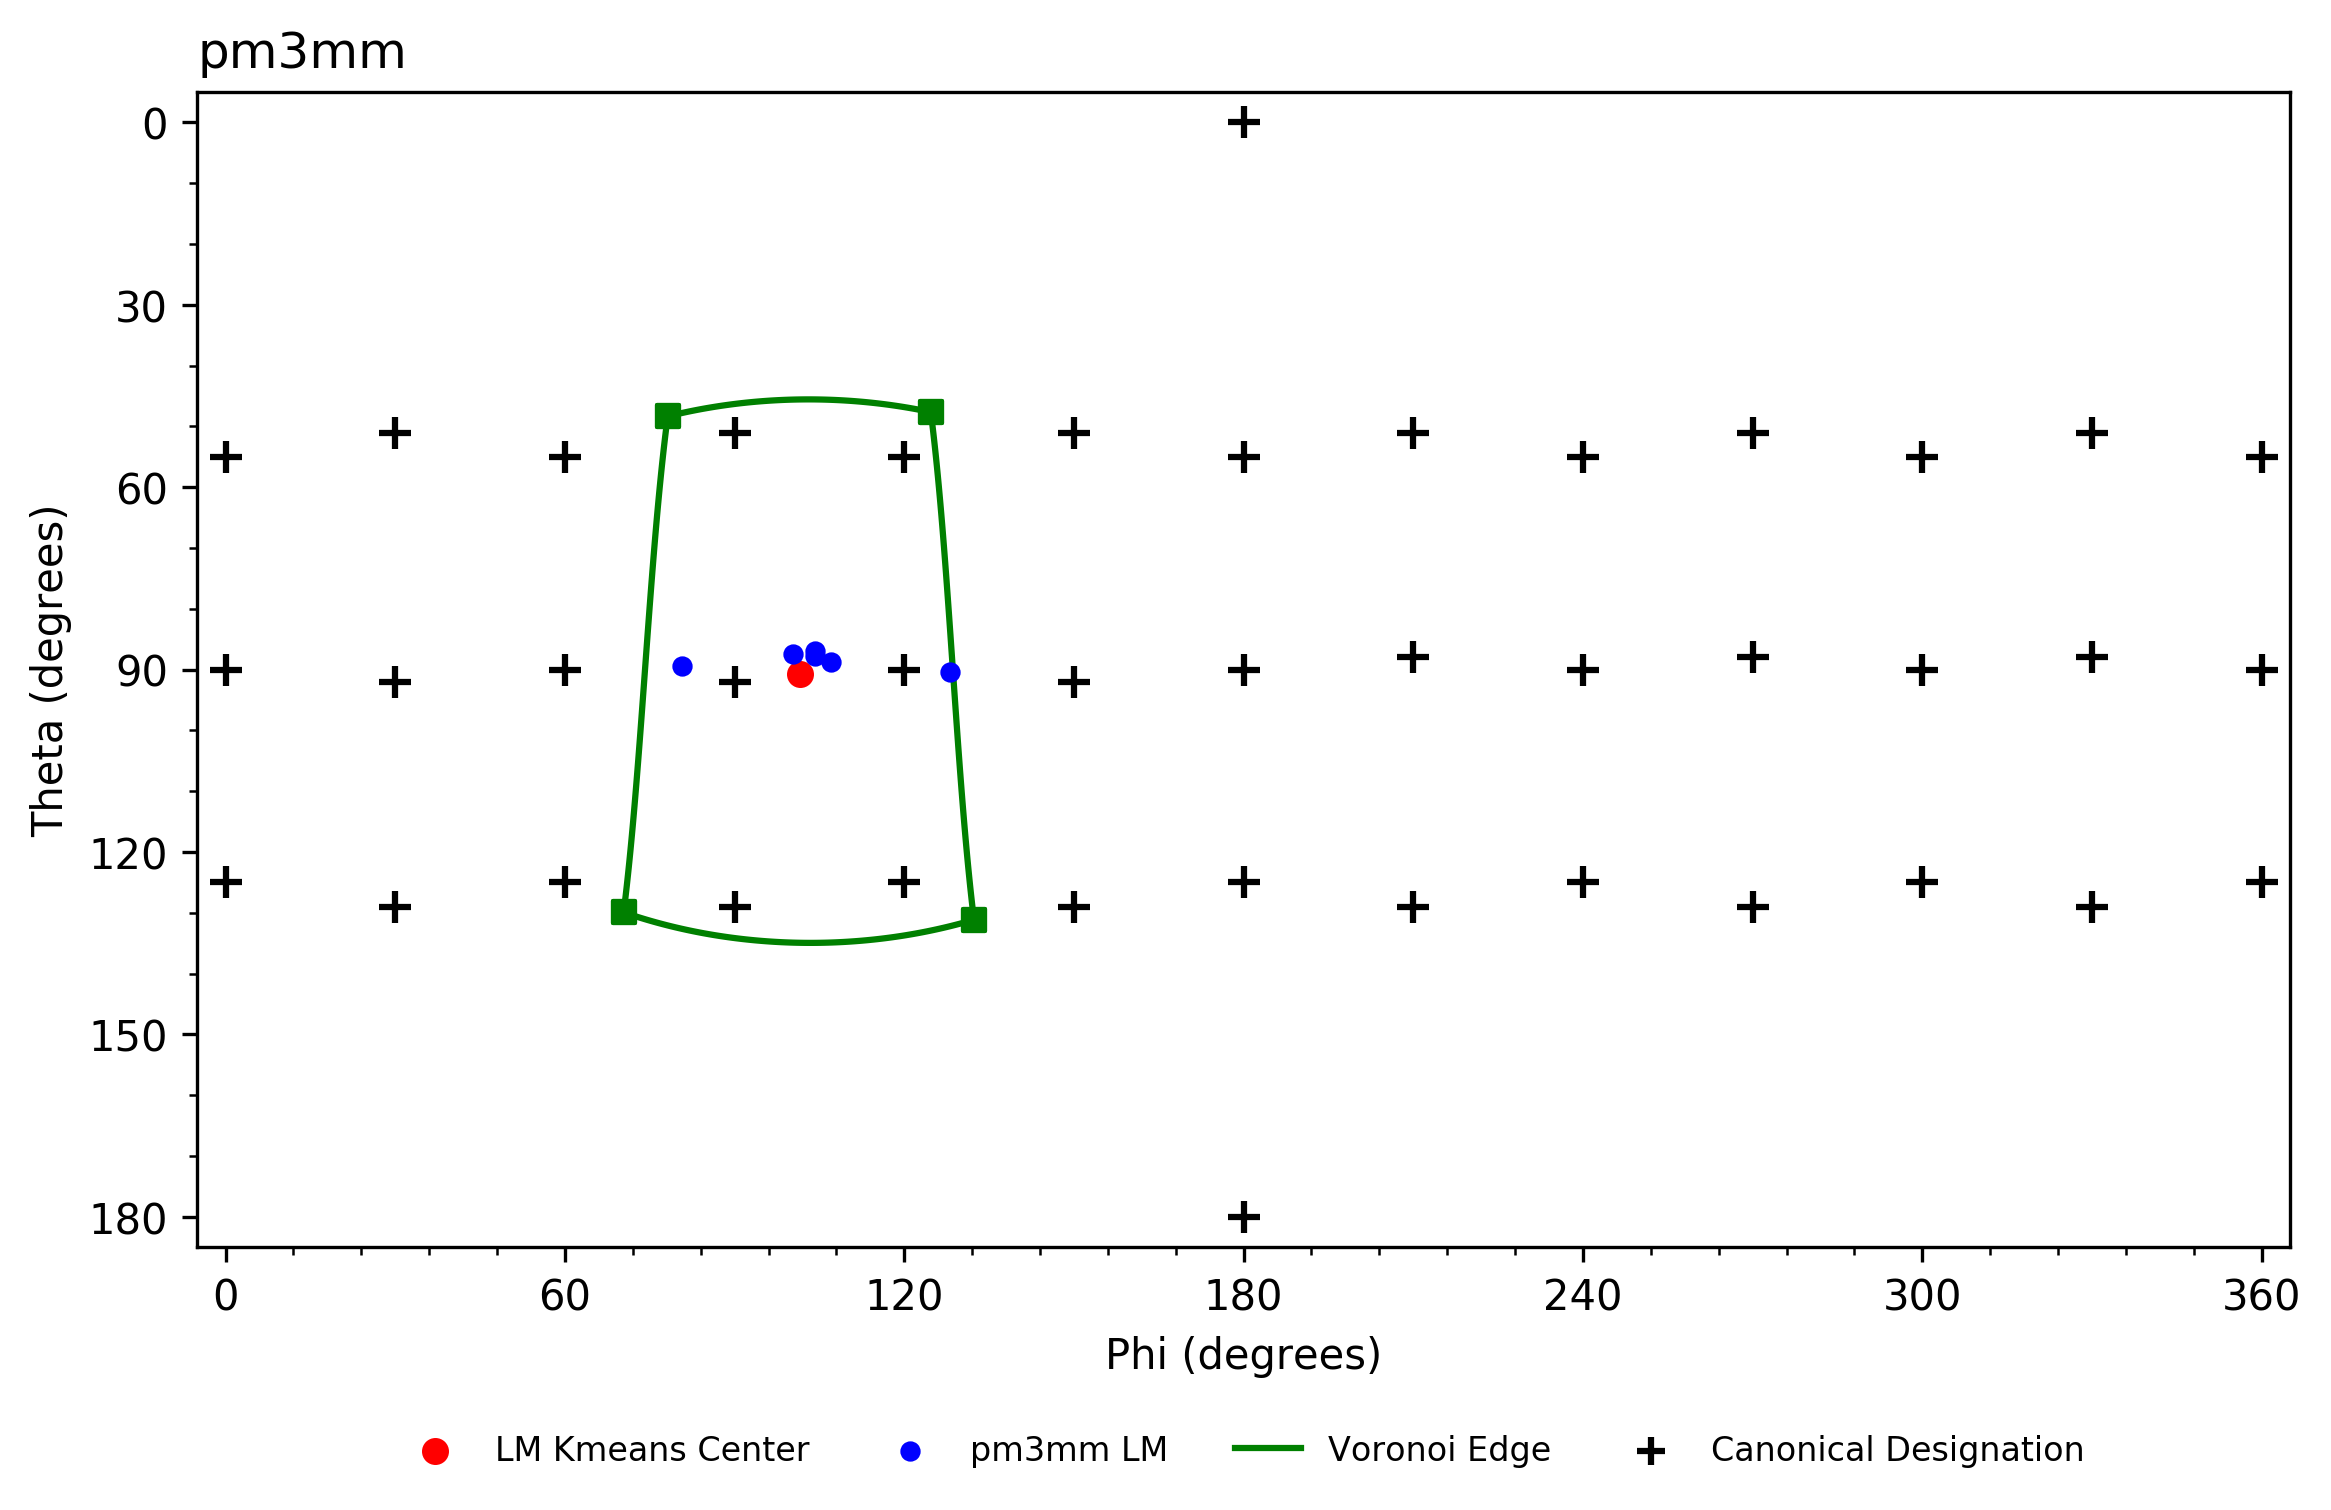 pm3mm
0
30
60
90
120
150
180
Theta (degrees)
0 60 120 180 240 300 360
Phi (degrees)
LM Kmeans Center pm3mm LM Voronoi Edge Canonical Designation